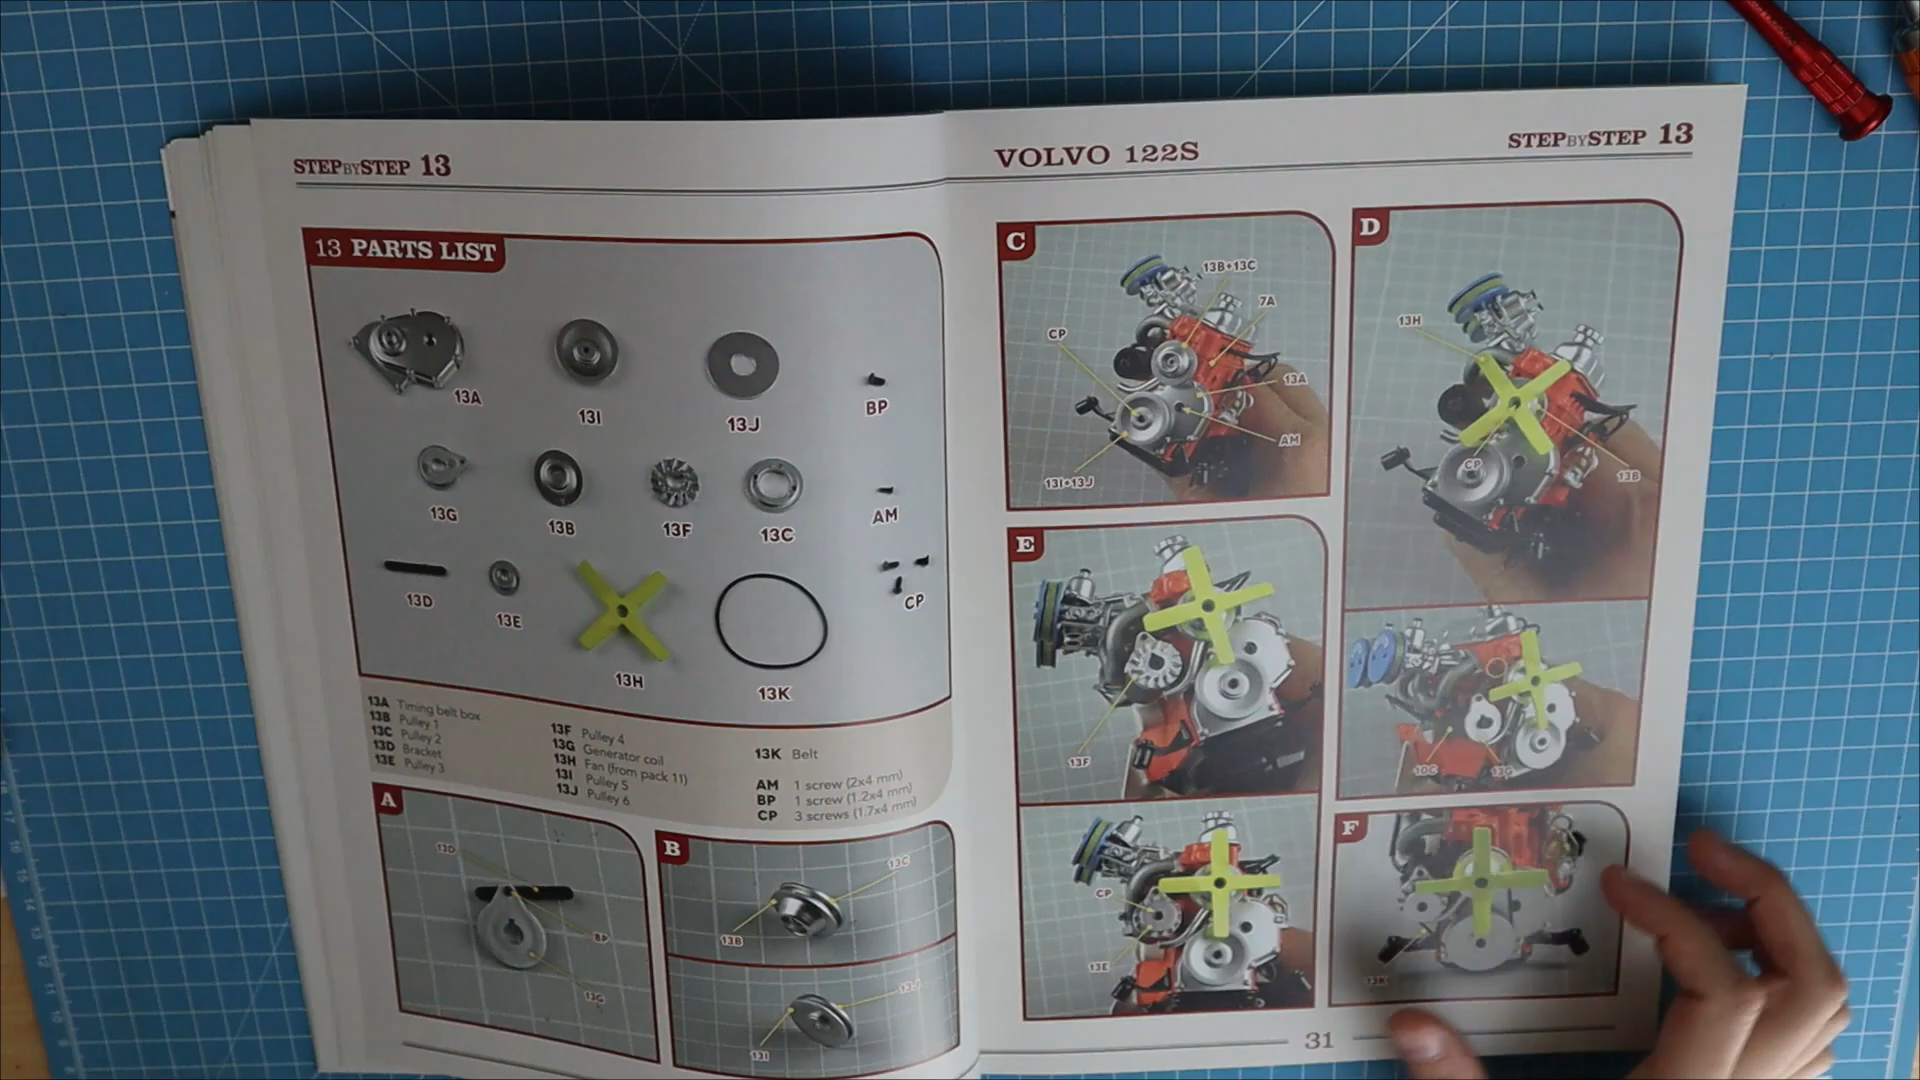 STEPBYSTEP 13
13 PARTS LIST
13A
13I
13J
BP
13G
13B
13F
13C
AM
13D
13E
13H
13K
CP
13A Timing belt box
13B Pulley 1
13C Pulley 2
13D Bracket
13E Pulley 3
13F Pulley 4
13G Generator coil
13H Fan (from pack 11)
13I Pulley 5
13J Pulley 6
13K Belt
AM 1 screw (2x4 mm)
BP 1 screw (1.2x4 mm)
CP 3 screws (1.7x4 mm)
A
13D
BP
13G
B
13C
13B
13J
13I
VOLVO 122S
STEPBYSTEP 13
C
13B+13C
7A
CP
13A
AM
13I+13J
D
13H
CP
13B
10C
13G
E
13F
CP
13E
F
13K
31